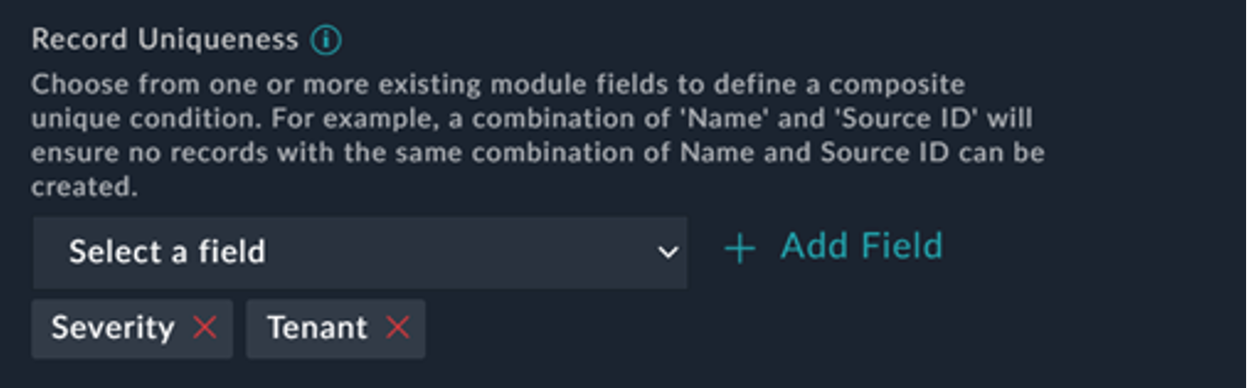 Record Uniqueness
Choose from one or more existing module fields to define a composite
unique condition. For example, a combination of 'Name' and 'Source ID' will
ensure no records with the same combination of Name and Source ID can be
created.
Select a field + Add Field
Severity × Tenant ×